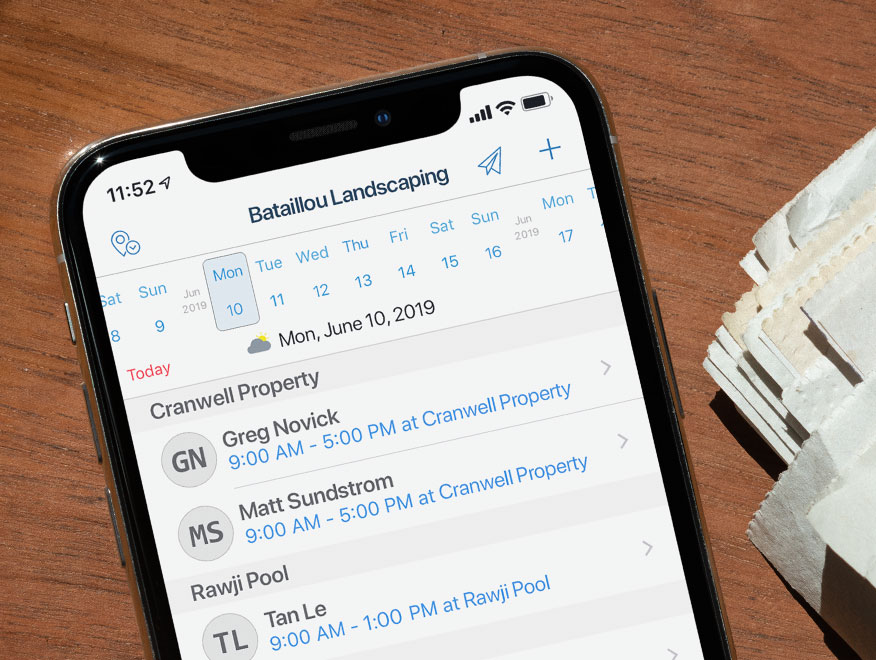 11:52
Bataillou Landscaping
Sat Sun Jun 2019 Mon Tue Wed Thu Fri Sat Sun Jun 2019 Mon
8 9 10 11 12 13 14 15 16 17
Today
Mon, June 10, 2019
Cranwell Property
GN
Greg Novick
9:00 AM - 5:00 PM at Cranwell Property
MS
Matt Sundstrom
9:00 AM - 5:00 PM at Cranwell Property
Rawji Pool
TL
Tan Le
9:00 AM - 1:00 PM at Rawji Pool